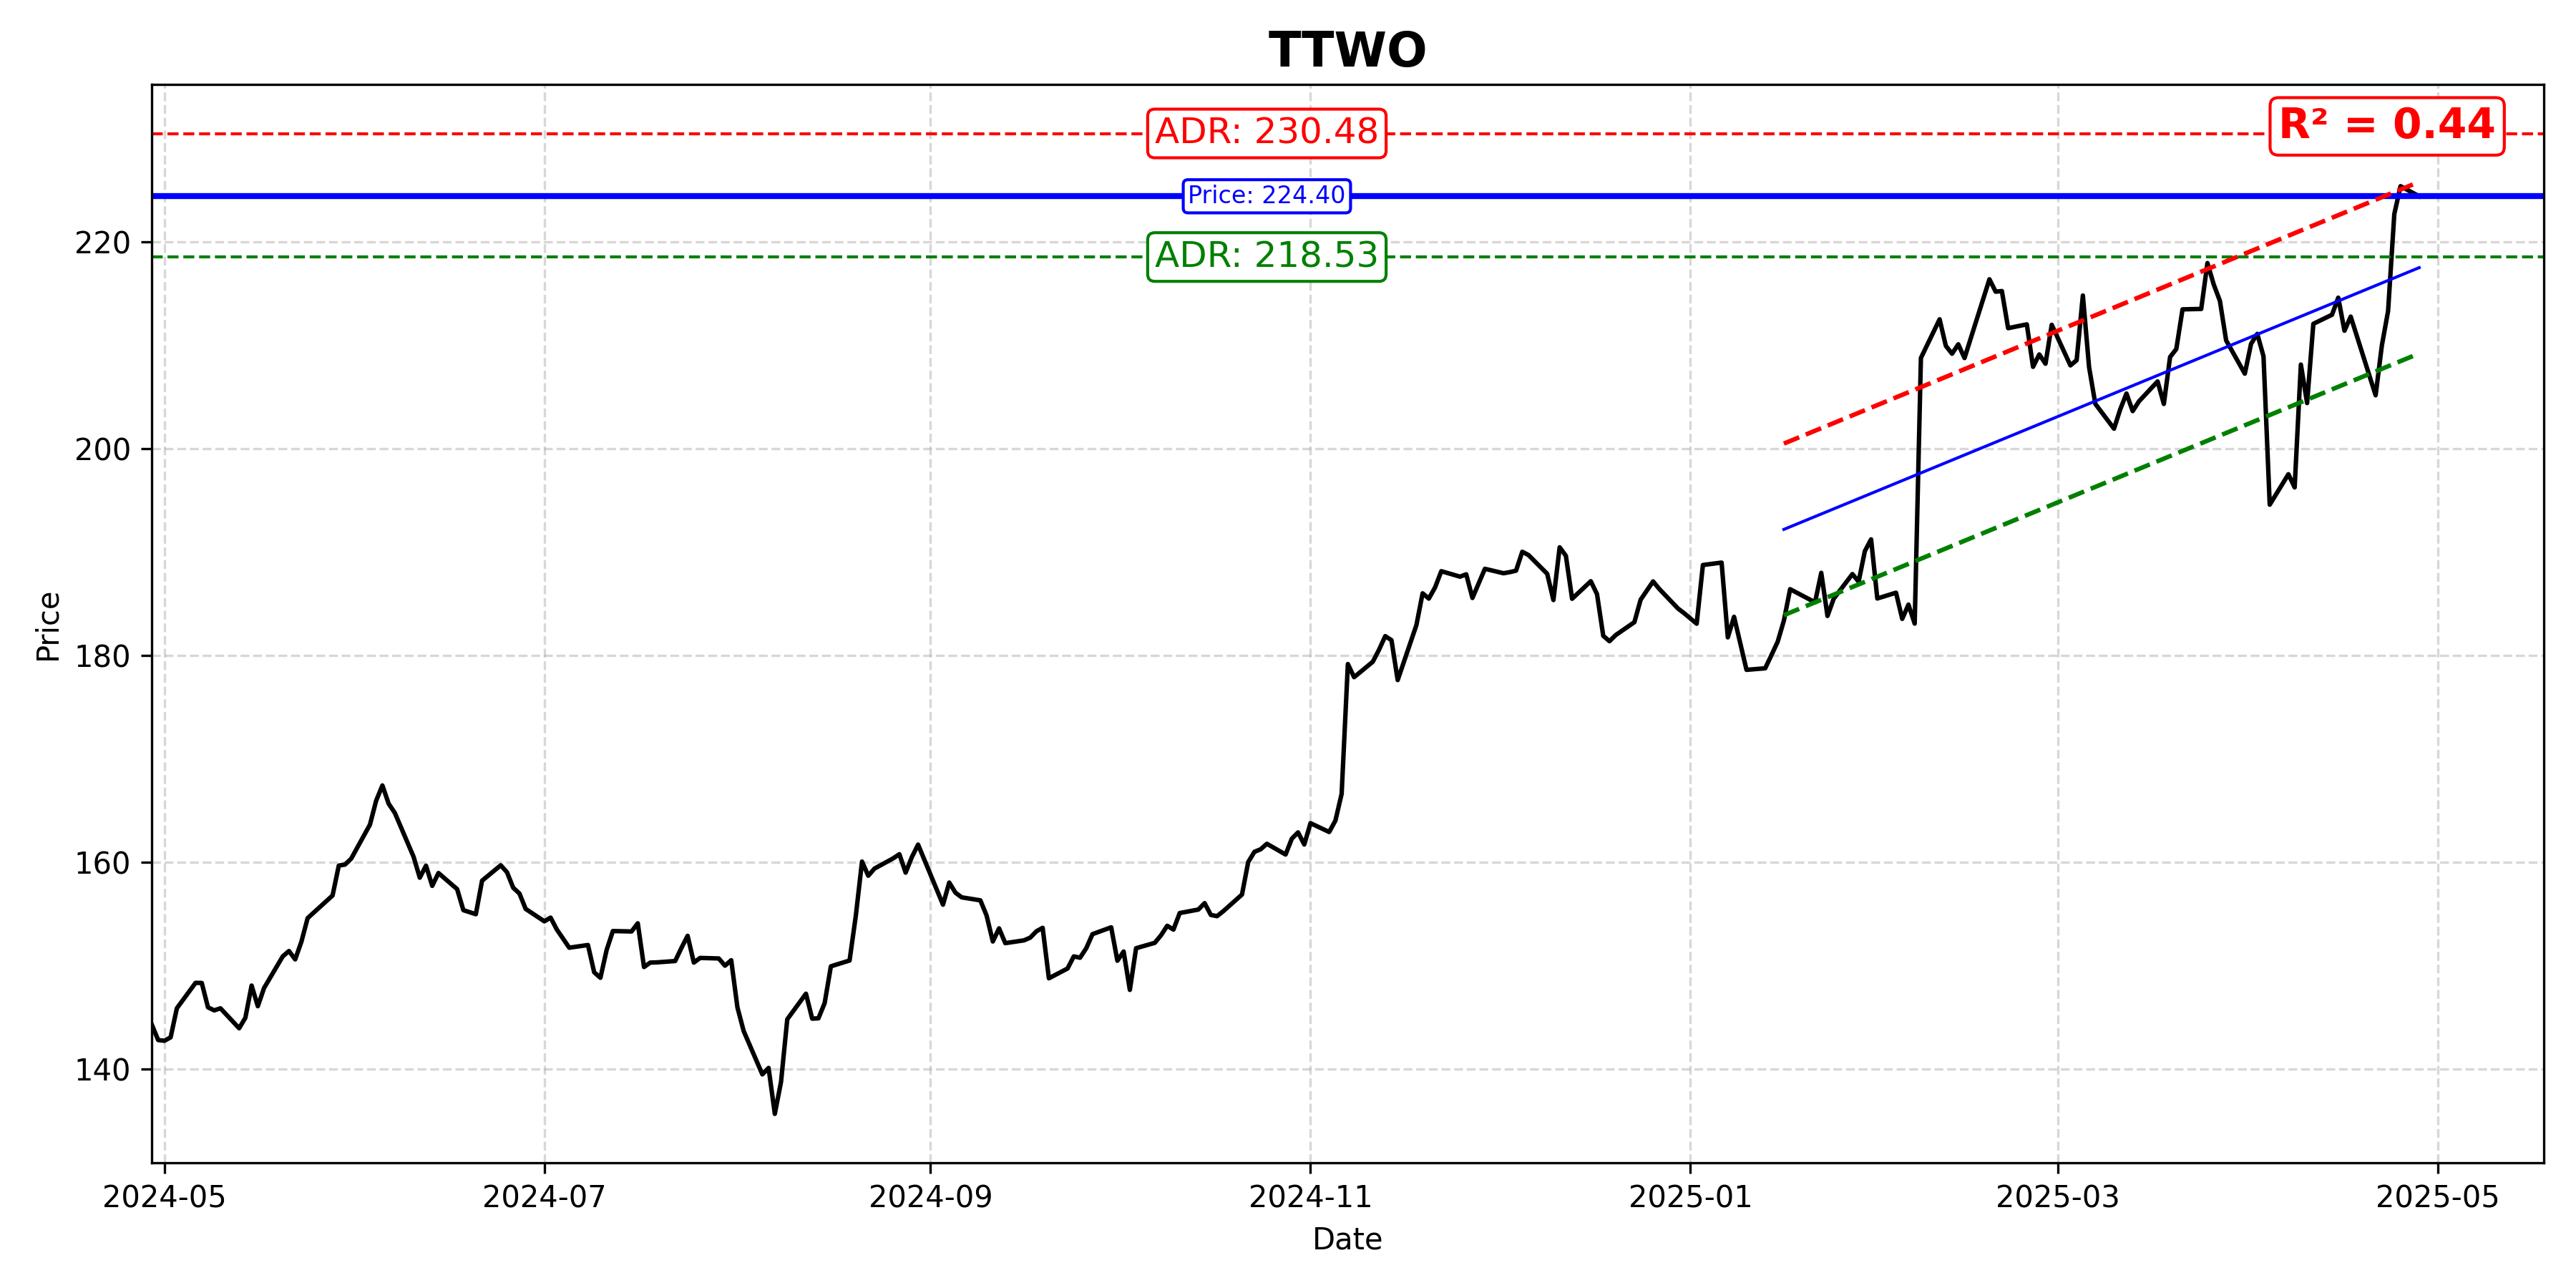 TTWO
ADR: 230.48
R² = 0.44
Price: 224.40
ADR: 218.53
220
200
180
160
140
Price
2024-05
2024-07
2024-09
2024-11
2025-01
2025-03
2025-05
Date